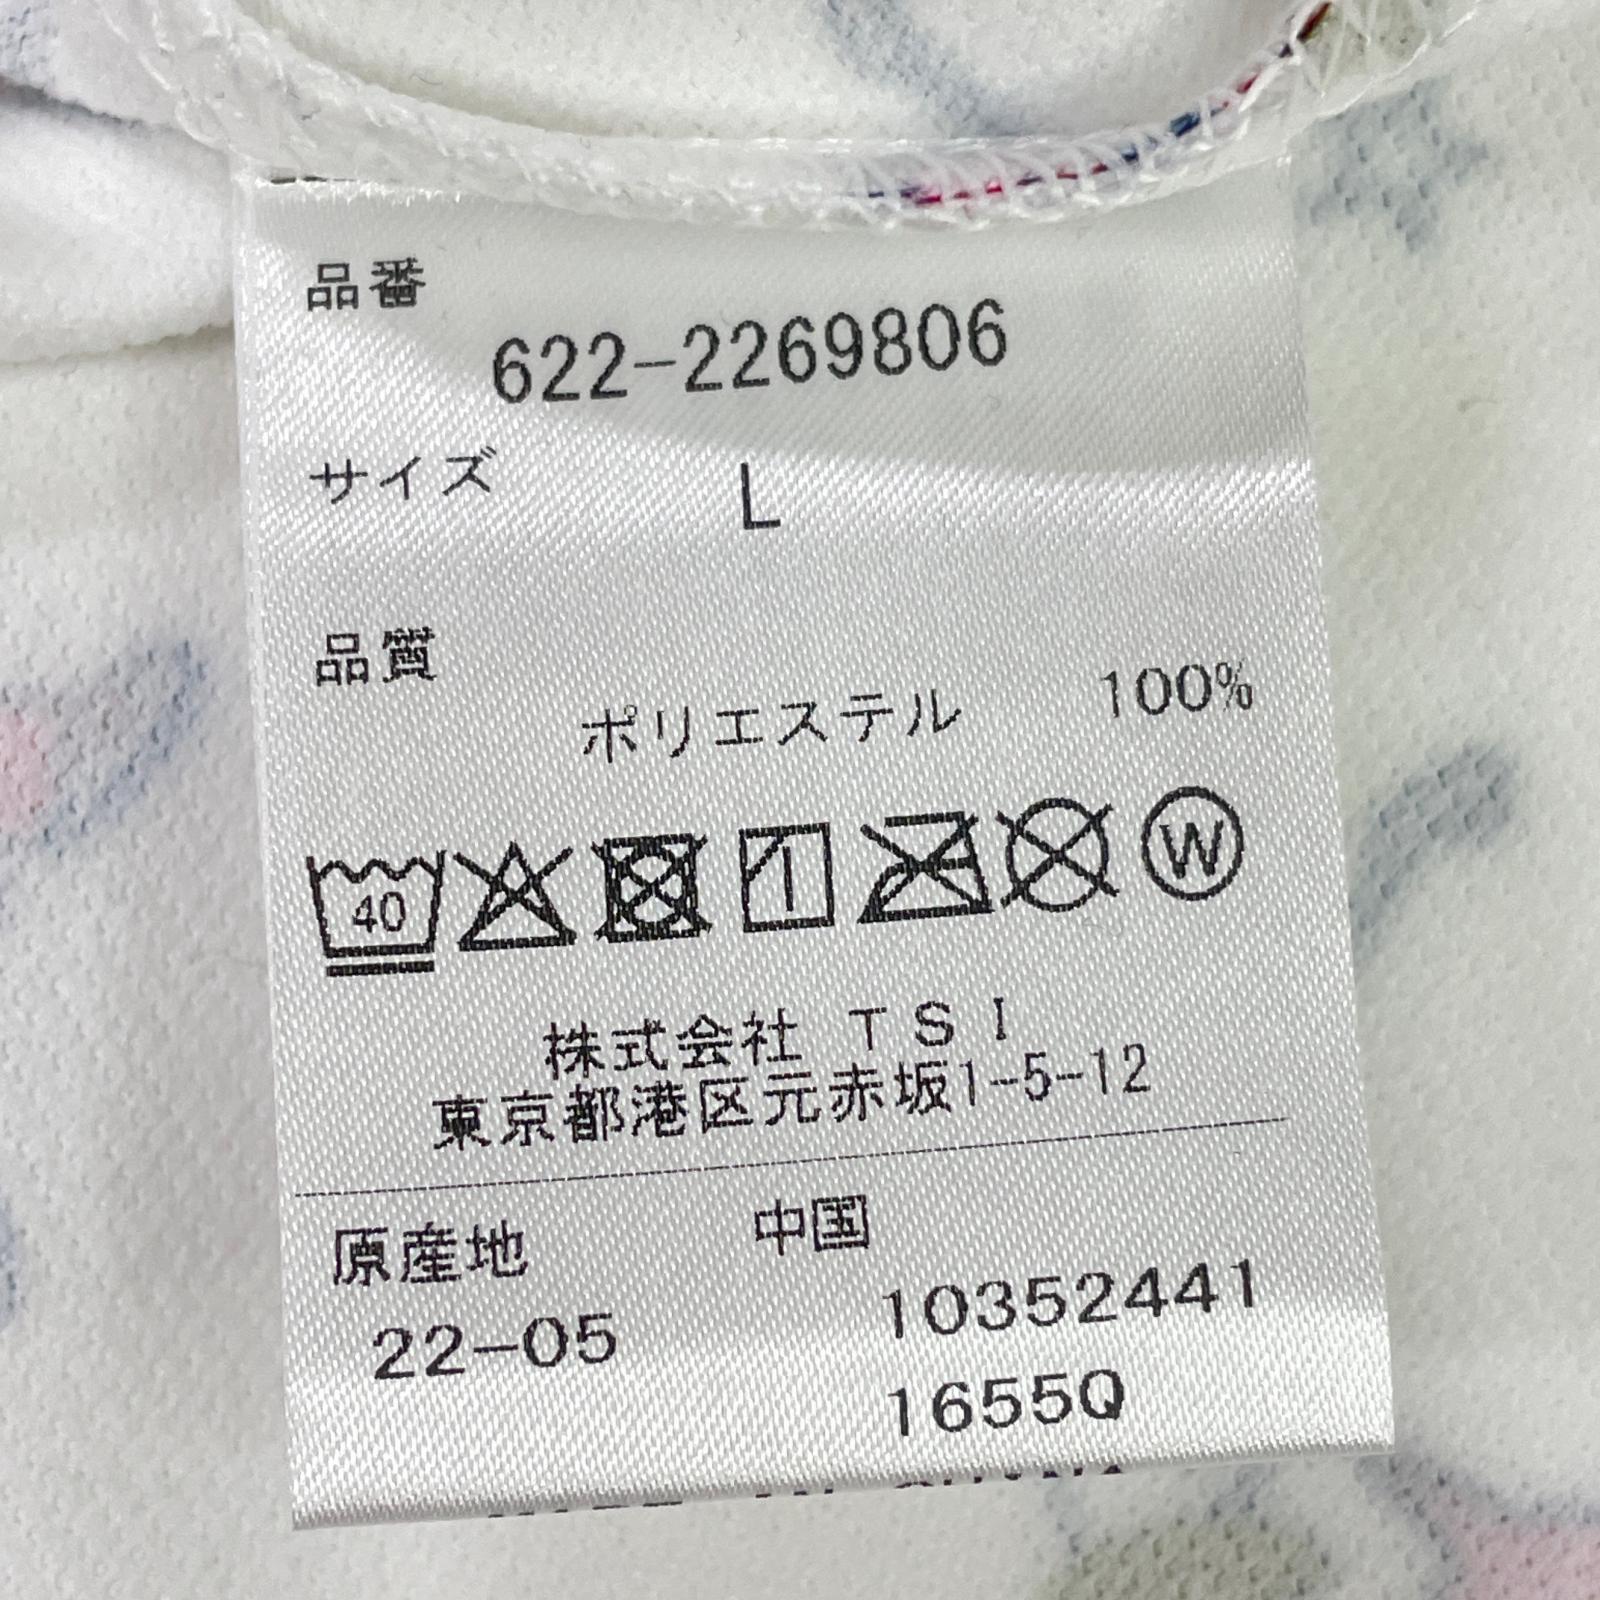 品番
622-2269806
サイズ L
品質
ポリエステル 100%
40 W
株式会社 TSI
東京都港区元赤坂1-5-12
原産地 中国
22-05 10352441
1655Q